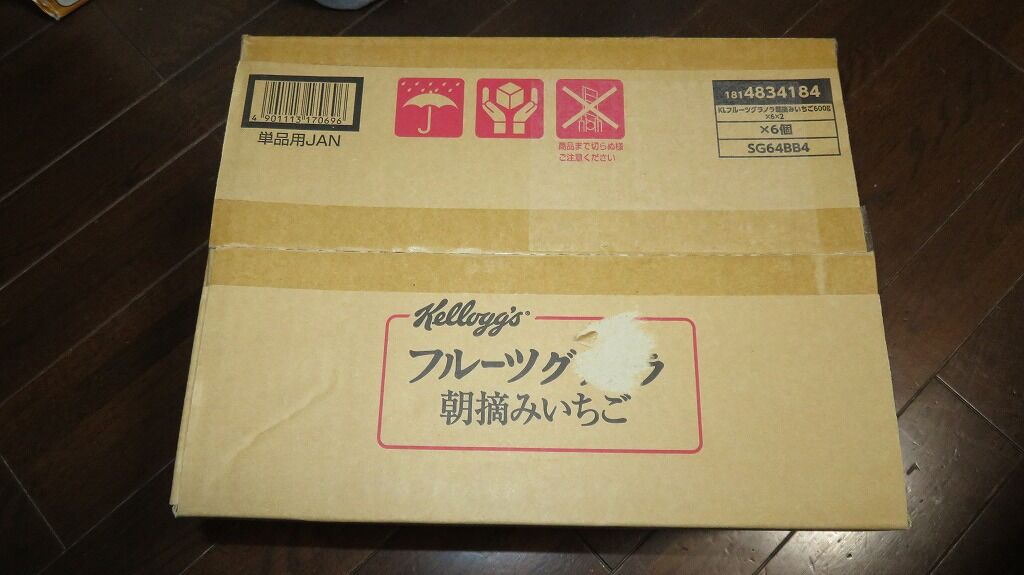 4 901113 170696
単品用JAN
商品まで切らぬ様
ご注意ください
1814834184
KLフルーツグラノラ朝摘みいちご600g
×6×2
×6個
SG64BB4
Kellogg's
フルーツグ ラ
朝摘みいちご